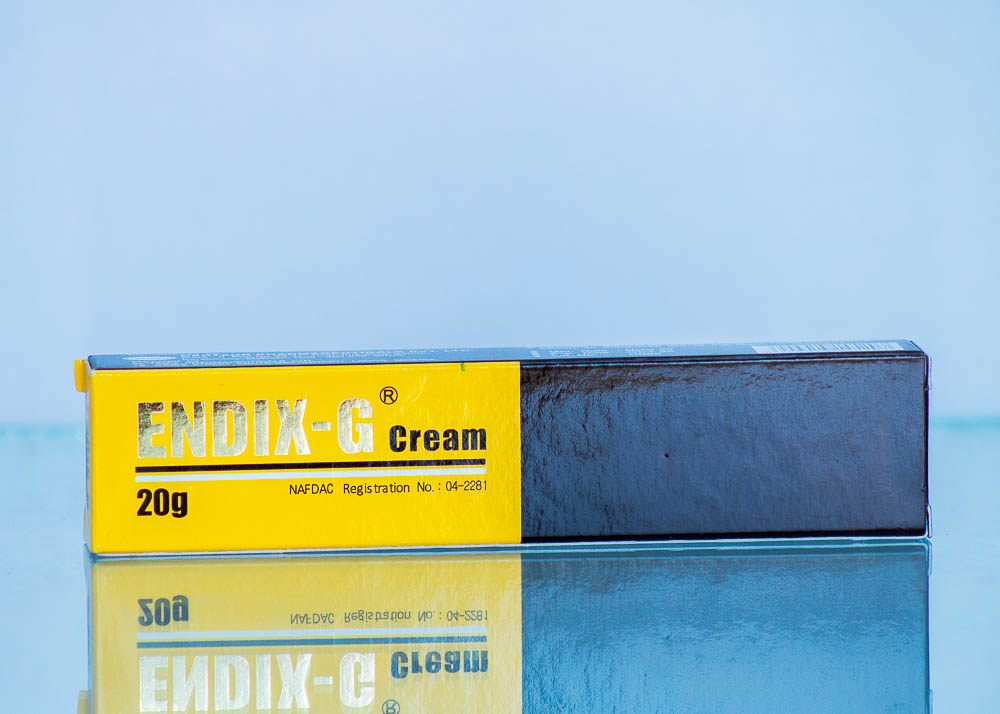 ENDIX-G® Cream
20g
NAFDAC Registration No.: 04-2281